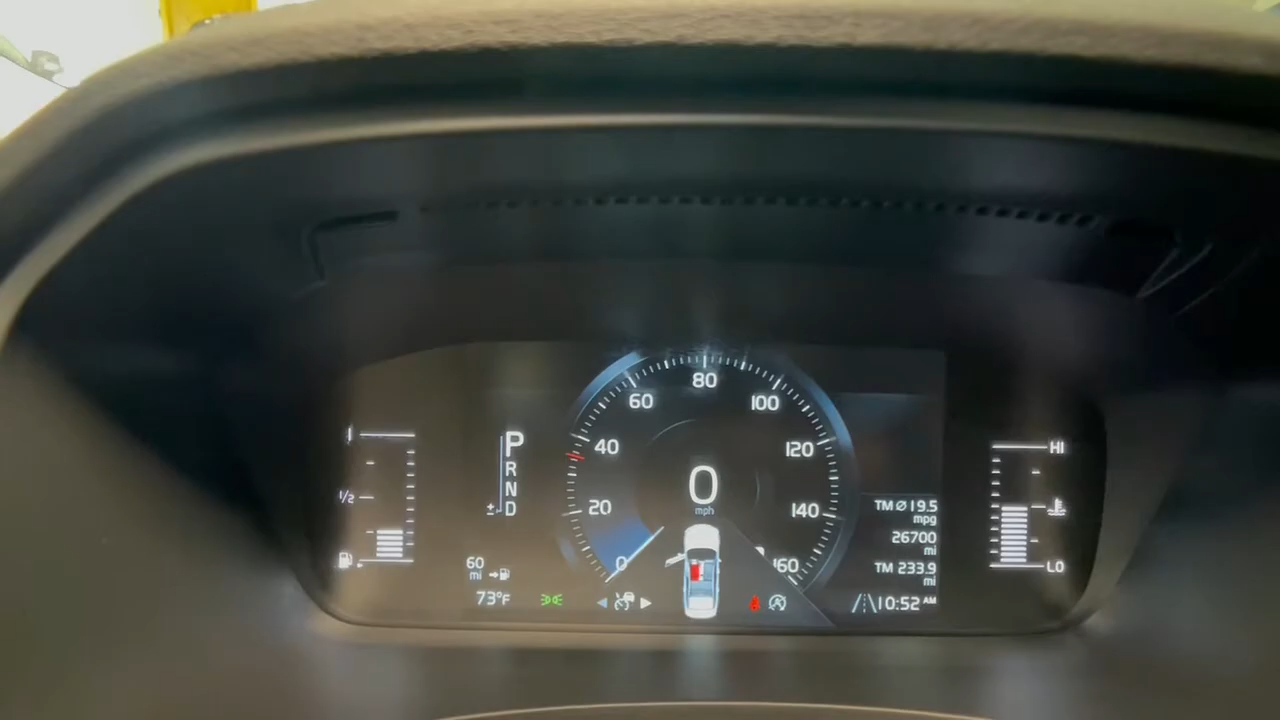 1/2
60
mi
73°F
P
R
N
± D
0
20
40
60
80
100
120
140
160
0
mph
TM Ø 19.5
mpg
26700
mi
TM 233.9
mi
10:52 AM
HI
LO